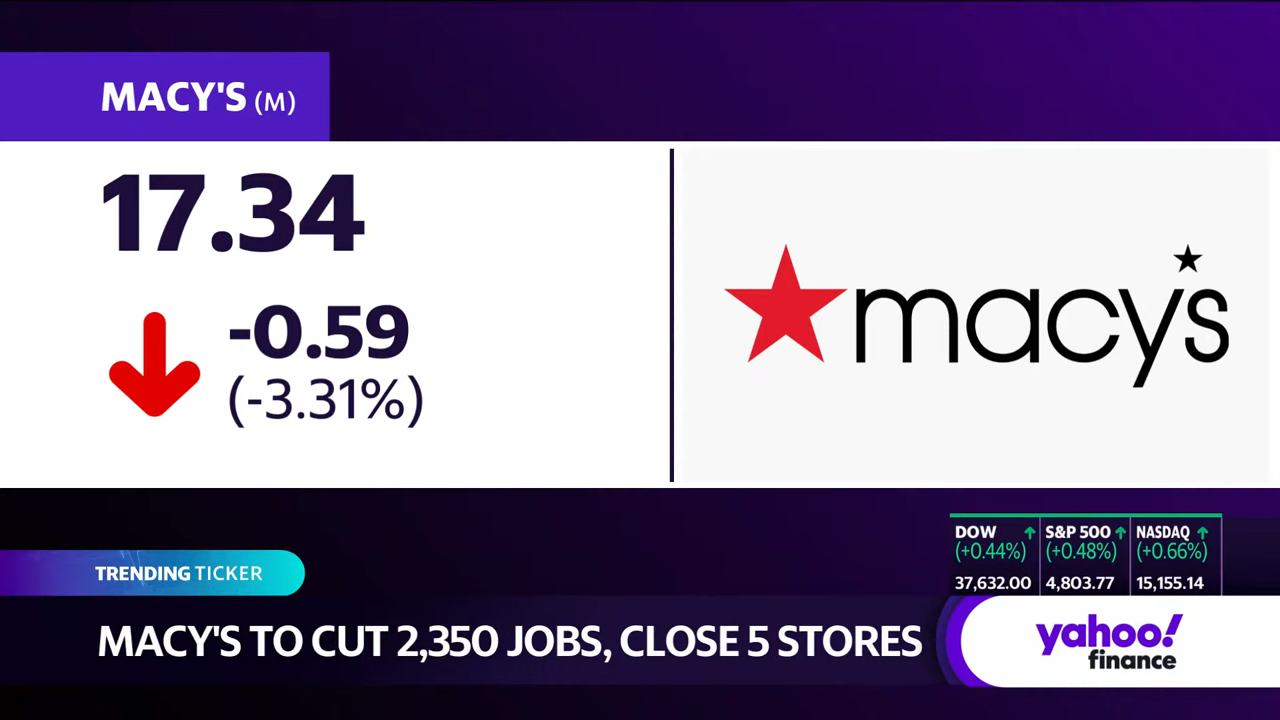 MACY'S (M)
17.34
-0.59
(-3.31%)
macy's
DOW
(+0.44%)
37,632.00
S&P 500
(+0.48%)
4,803.77
NASDAQ
(+0.66%)
15,155.14
TRENDING TICKER
MACY'S TO CUT 2,350 JOBS, CLOSE 5 STORES
yahoo!
finance